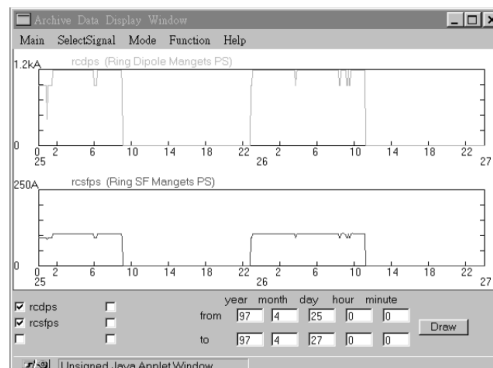 Archive Data Display Window
Main SelectSignal Mode Function Help
1.2kA rcdps (Ring Dipole Mangets PS)
0
0 2 6 10 14 18 22 2 6 10 14 18 22
25 26 27
250A rcsfps (Ring SF Mangets PS)
0
0 2 6 10 14 18 22 2 6 10 14 18 22
25 26 27
year month day hour minute
rcdps
from 97 4 25 0 0
rcsfps
Draw
to 97 4 27 0 0
Unsigned Java Applet Window